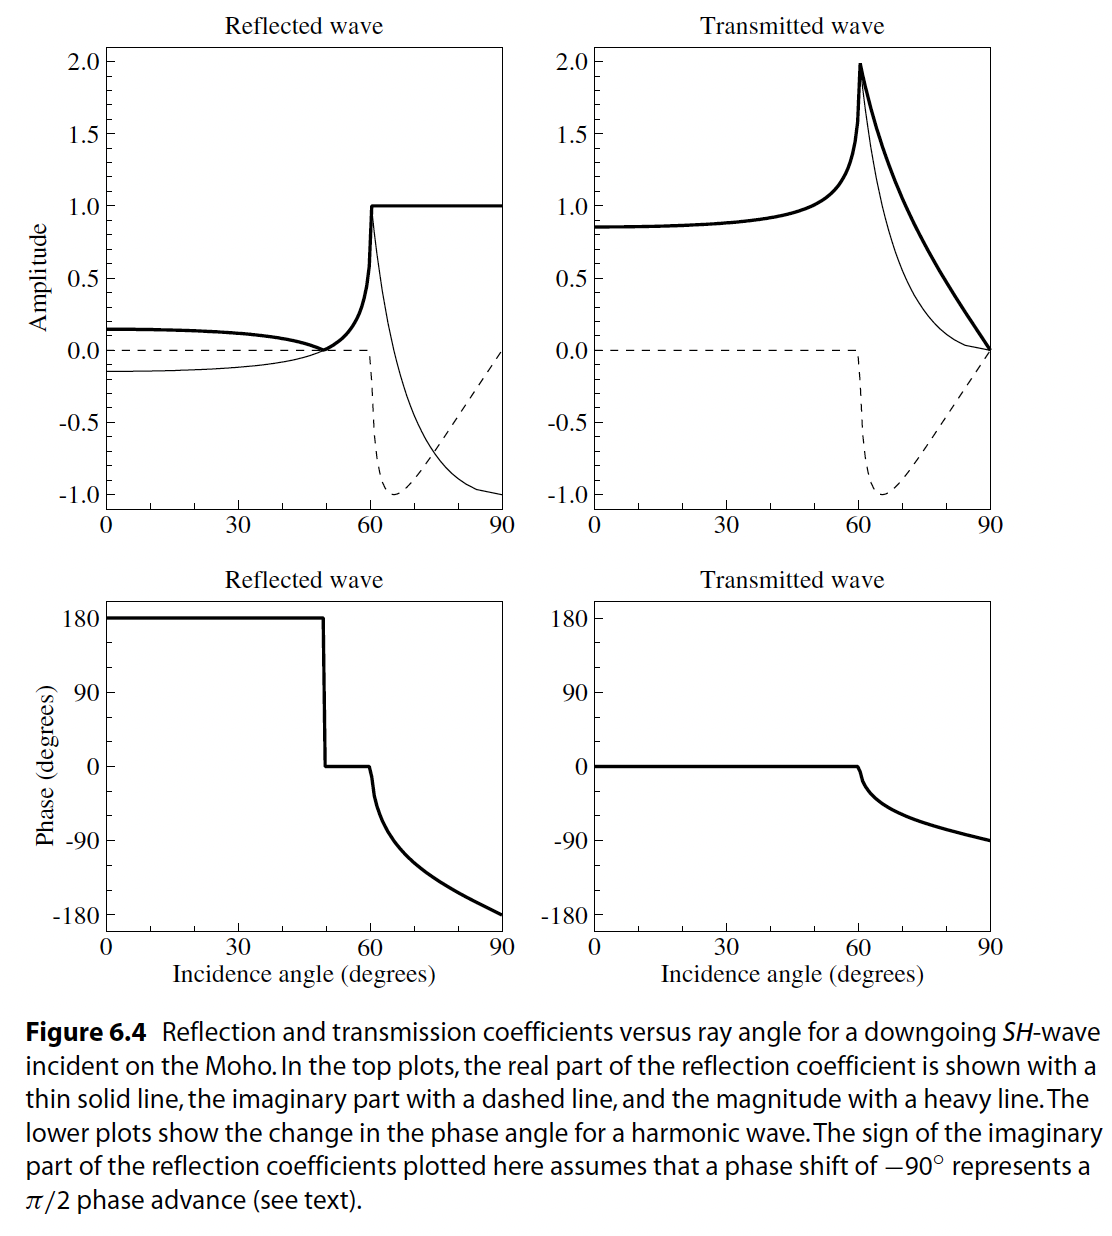 Reflected wave
Transmitted wave
Amplitude
2.0
1.5
1.0
0.5
0.0
-0.5
-1.0
0 30 60 90
2.0
1.5
1.0
0.5
0.0
-0.5
-1.0
0 30 60 90
Reflected wave
Transmitted wave
Phase (degrees)
180
90
0
-90
-180
0 30 60 90
Incidence angle (degrees)
180
90
0
-90
-180
0 30 60 90
Incidence angle (degrees)
Figure 6.4 Reflection and transmission coefficients versus ray angle for a downgoing SH-wave
incident on the Moho. In the top plots, the real part of the reflection coefficient is shown with a
thin solid line, the imaginary part with a dashed line, and the magnitude with a heavy line. The
lower plots show the change in the phase angle for a harmonic wave. The sign of the imaginary
part of the reflection coefficients plotted here assumes that a phase shift of −90° represents a
π/2 phase advance (see text).